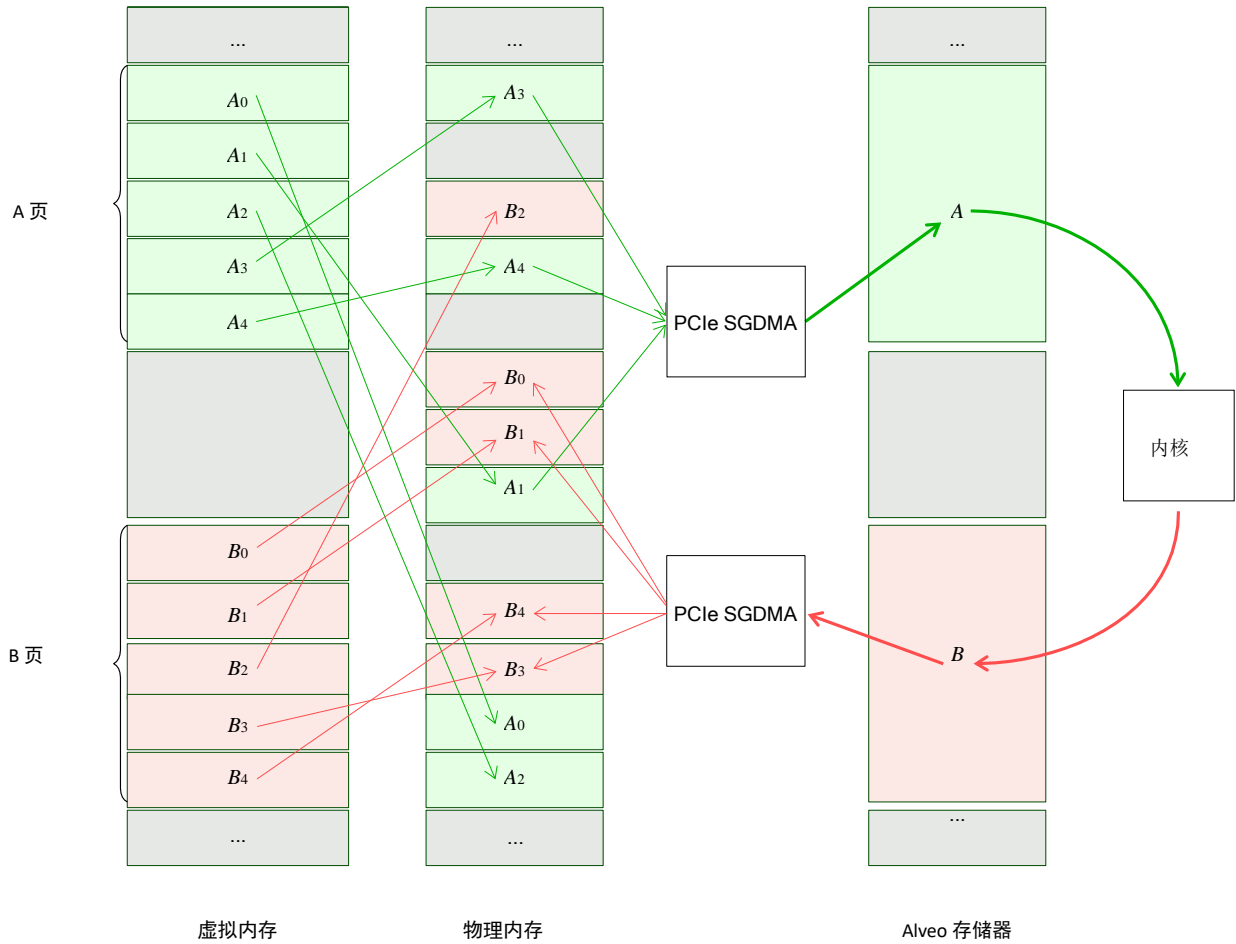 ...
...
...
A0
A3
A1
A2
B2
A
A 页
A3
A4
A4
PCIe SGDMA
B0
B1
内核
A1
B0
B1
B4
PCIe SGDMA
B 页
B2
B3
B
B3
A0
B4
A2
...
...
...
虚拟内存
物理内存
Alveo 存储器